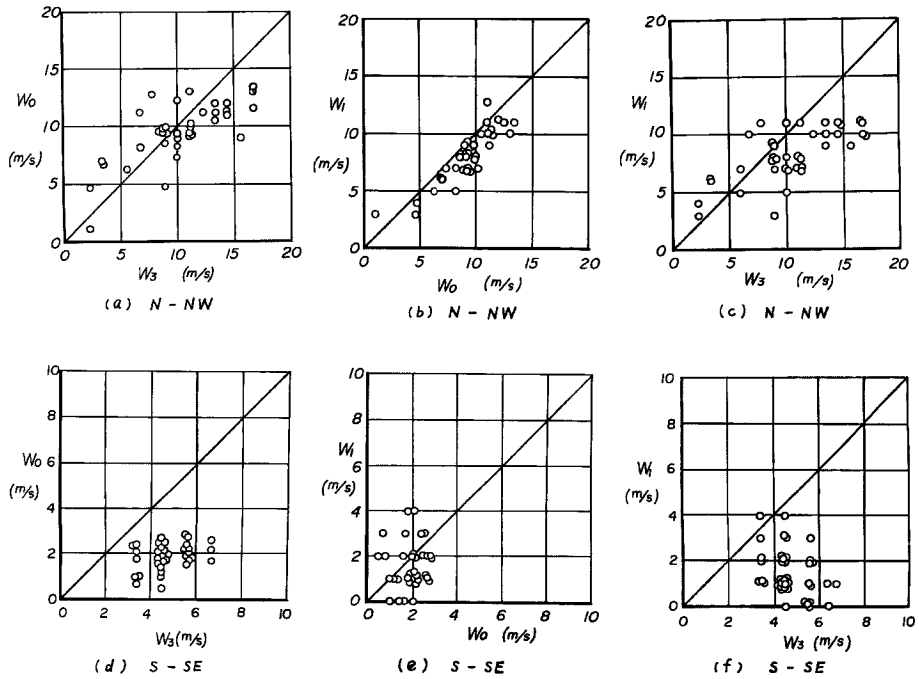 20
15
W0
10
(m/s)
5
0
0 5 10 15 20
W3 (m/s)
(a) N - NW
20
15
W1
10
(m/s)
5
0
0 5 10 15 20
W0 (m/s)
(b) N - NW
20
15
W1
10
(m/s)
5
0
0 5 10 15 20
W3 (m/s)
(c) N - NW
10
8
W0
6
(m/s)
4
2
0
0 2 4 6 8 10
W3 (m/s)
(d) S - SE
10
8
W1
6
(m/s)
4
2
0
0 2 4 6 8 10
W0 (m/s)
(e) S - SE
10
8
6
W1
(m/s)
4
2
0
0 2 4 6 8 10
W3 (m/s)
(f) S - SE